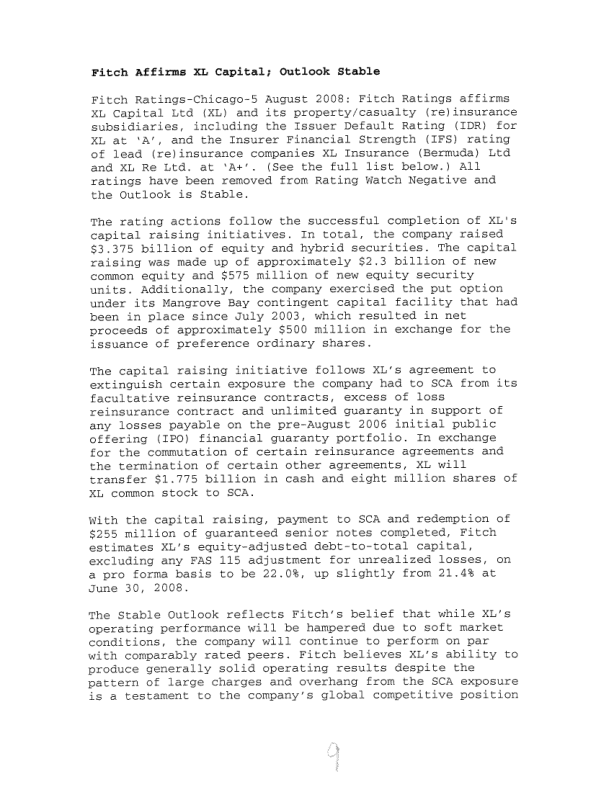 Fitch Affirms XL Capital; Outlook Stable
Fitch Ratings-Chicago-5 August 2008: Fitch Ratings affirms
XL Capital Ltd (XL) and its property/casualty (re)insurance
subsidiaries, including the Issuer Default Rating (IDR) for
XL at 'A', and the Insurer Financial Strength (IFS) rating
of lead (re)insurance companies XL Insurance (Bermuda) Ltd
and XL Re Ltd. at 'A+'. (See the full list below.) All
ratings have been removed from Rating Watch Negative and
the Outlook is Stable.
The rating actions follow the successful completion of XL's
capital raising initiatives. In total, the company raised
$3.375 billion of equity and hybrid securities. The capital
raising was made up of approximately $2.3 billion of new
common equity and $575 million of new equity security
units. Additionally, the company exercised the put option
under its Mangrove Bay contingent capital facility that had
been in place since July 2003, which resulted in net
proceeds of approximately $500 million in exchange for the
issuance of preference ordinary shares.
The capital raising initiative follows XL's agreement to
extinguish certain exposure the company had to SCA from its
facultative reinsurance contracts, excess of loss
reinsurance contract and unlimited guaranty in support of
any losses payable on the pre-August 2006 initial public
offering (IPO) financial guaranty portfolio. In exchange
for the commutation of certain reinsurance agreements and
the termination of certain other agreements, XL will
transfer $1.775 billion in cash and eight million shares of
XL common stock to SCA.
With the capital raising, payment to SCA and redemption of
$255 million of guaranteed senior notes completed, Fitch
estimates XL's equity-adjusted debt-to-total capital,
excluding any FAS 115 adjustment for unrealized losses, on
a pro forma basis to be 22.0%, up slightly from 21.4% at
June 30, 2008.
The Stable Outlook reflects Fitch's belief that while XL's
operating performance will be hampered due to soft market
conditions, the company will continue to perform on par
with comparably rated peers. Fitch believes XL's ability to
produce generally solid operating results despite the
pattern of large charges and overhang from the SCA exposure
is a testament to the company's global competitive position
9